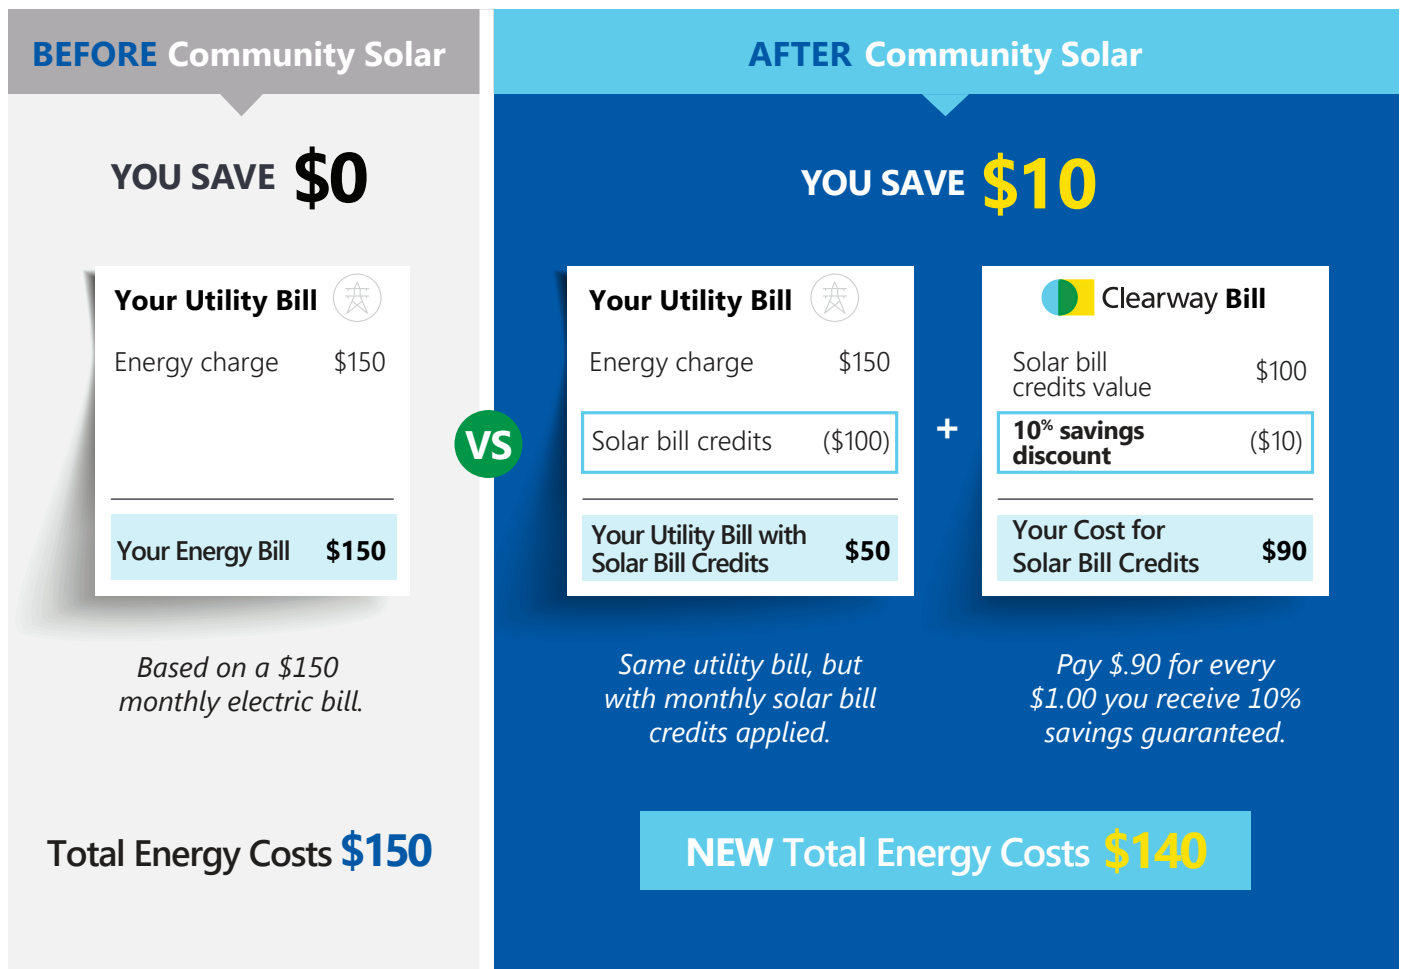 BEFORE Community Solar
YOU SAVE $0
Your Utility Bill
Energy charge $150
Your Energy Bill $150
Based on a $150
monthly electric bill.
Total Energy Costs $150
VS
AFTER Community Solar
YOU SAVE $10
Your Utility Bill
Energy charge $150
Solar bill credits ($100)
Your Utility Bill with
Solar Bill Credits $50
Same utility bill, but
with monthly solar bill
credits applied.
+
Clearway Bill
Solar bill
credits value $100
10% savings
discount ($10)
Your Cost for
Solar Bill Credits $90
Pay $.90 for every
$1.00 you receive 10%
savings guaranteed.
NEW Total Energy Costs $140